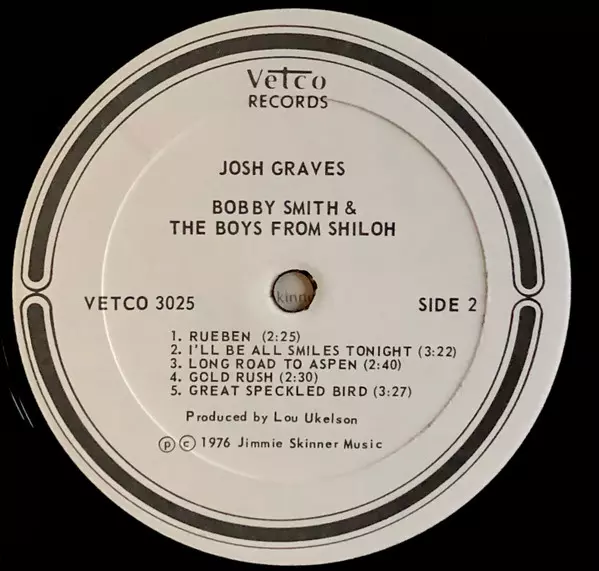 Vetco
RECORDS
JOSH GRAVES
BOBBY SMITH &
THE BOYS FROM SHILOH
VETCO 3025
SIDE 2
1. RUEBEN (2:25)
2. I'LL BE ALL SMILES TONIGHT (3:22)
3. LONG ROAD TO ASPEN (2:40)
4. GOLD RUSH (2:30)
5. GREAT SPECKLED BIRD (3:27)
Produced by Lou Ukelson
℗ © 1976 Jimmie Skinner Music